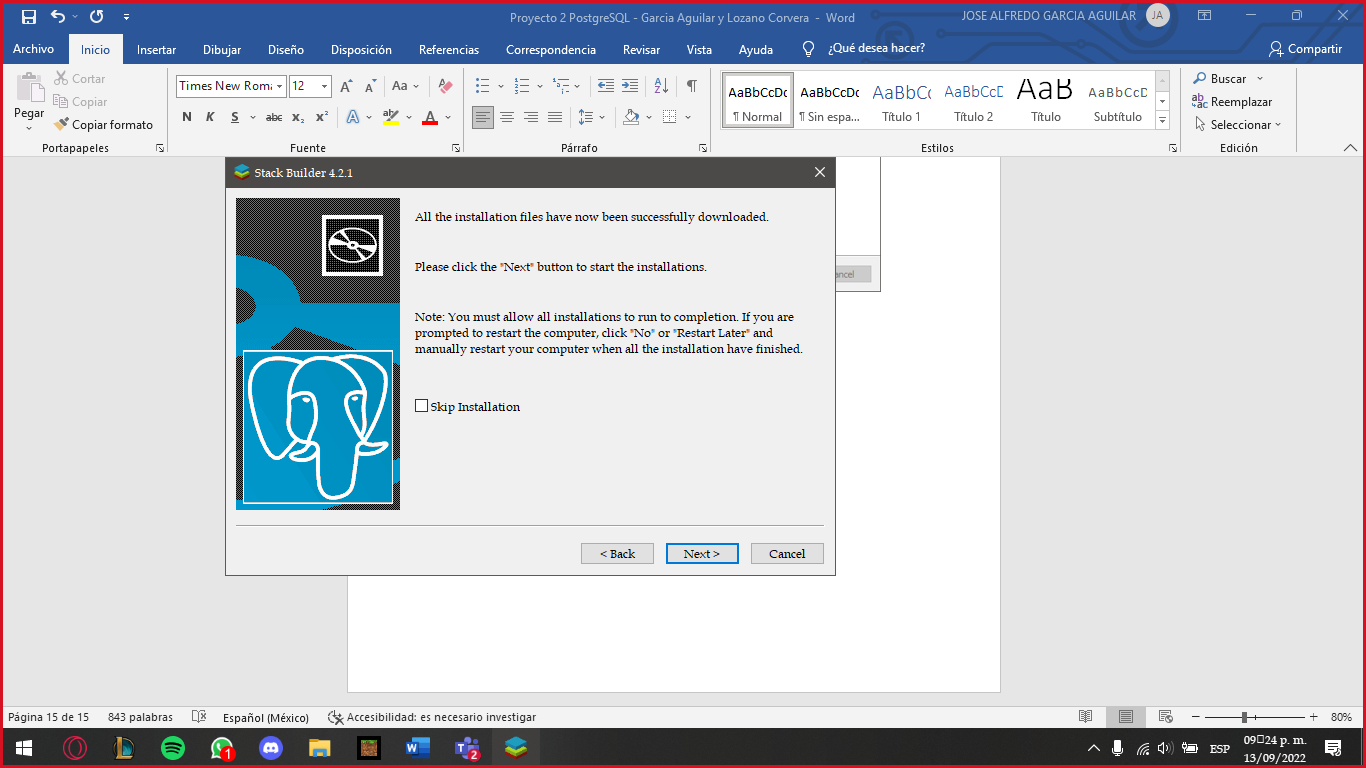 Proyecto 2 PostgreSQL - Garcia Aguilar y Lozano Corvera - Word
JOSE ALFREDO GARCIA AGUILAR
JA
Archivo
Inicio
Insertar
Dibujar
Diseño
Disposición
Referencias
Correspondencia
Revisar
Vista
Ayuda
¿Qué desea hacer?
Compartir
Pegar
Cortar
Copiar
Copiar formato
Portapapeles
Times New Roma
12
Aa
N K S abc x₂ x²
Fuente
Párrafo
AaBbCcDc
¶ Normal
AaBbCcDc
¶ Sin espa...
AaBbCc
Título 1
AaBbCcD
Título 2
AaB
Título
AaBbCcD
Subtítulo
Estilos
Buscar
Reemplazar
Seleccionar
Edición
Stack Builder 4.2.1
All the installation files have now been successfully downloaded.
Please click the "Next" button to start the installations.
Note: You must allow all installations to run to completion. If you are
prompted to restart the computer, click "No" or "Restart Later" and
manually restart your computer when all the installation have finished.
Skip Installation
< Back
Next >
Cancel
ancel
Página 15 de 15
843 palabras
Español (México)
Accesibilidad: es necesario investigar
80%
1
2
ESP
09□24 p. m.
13/09/2022